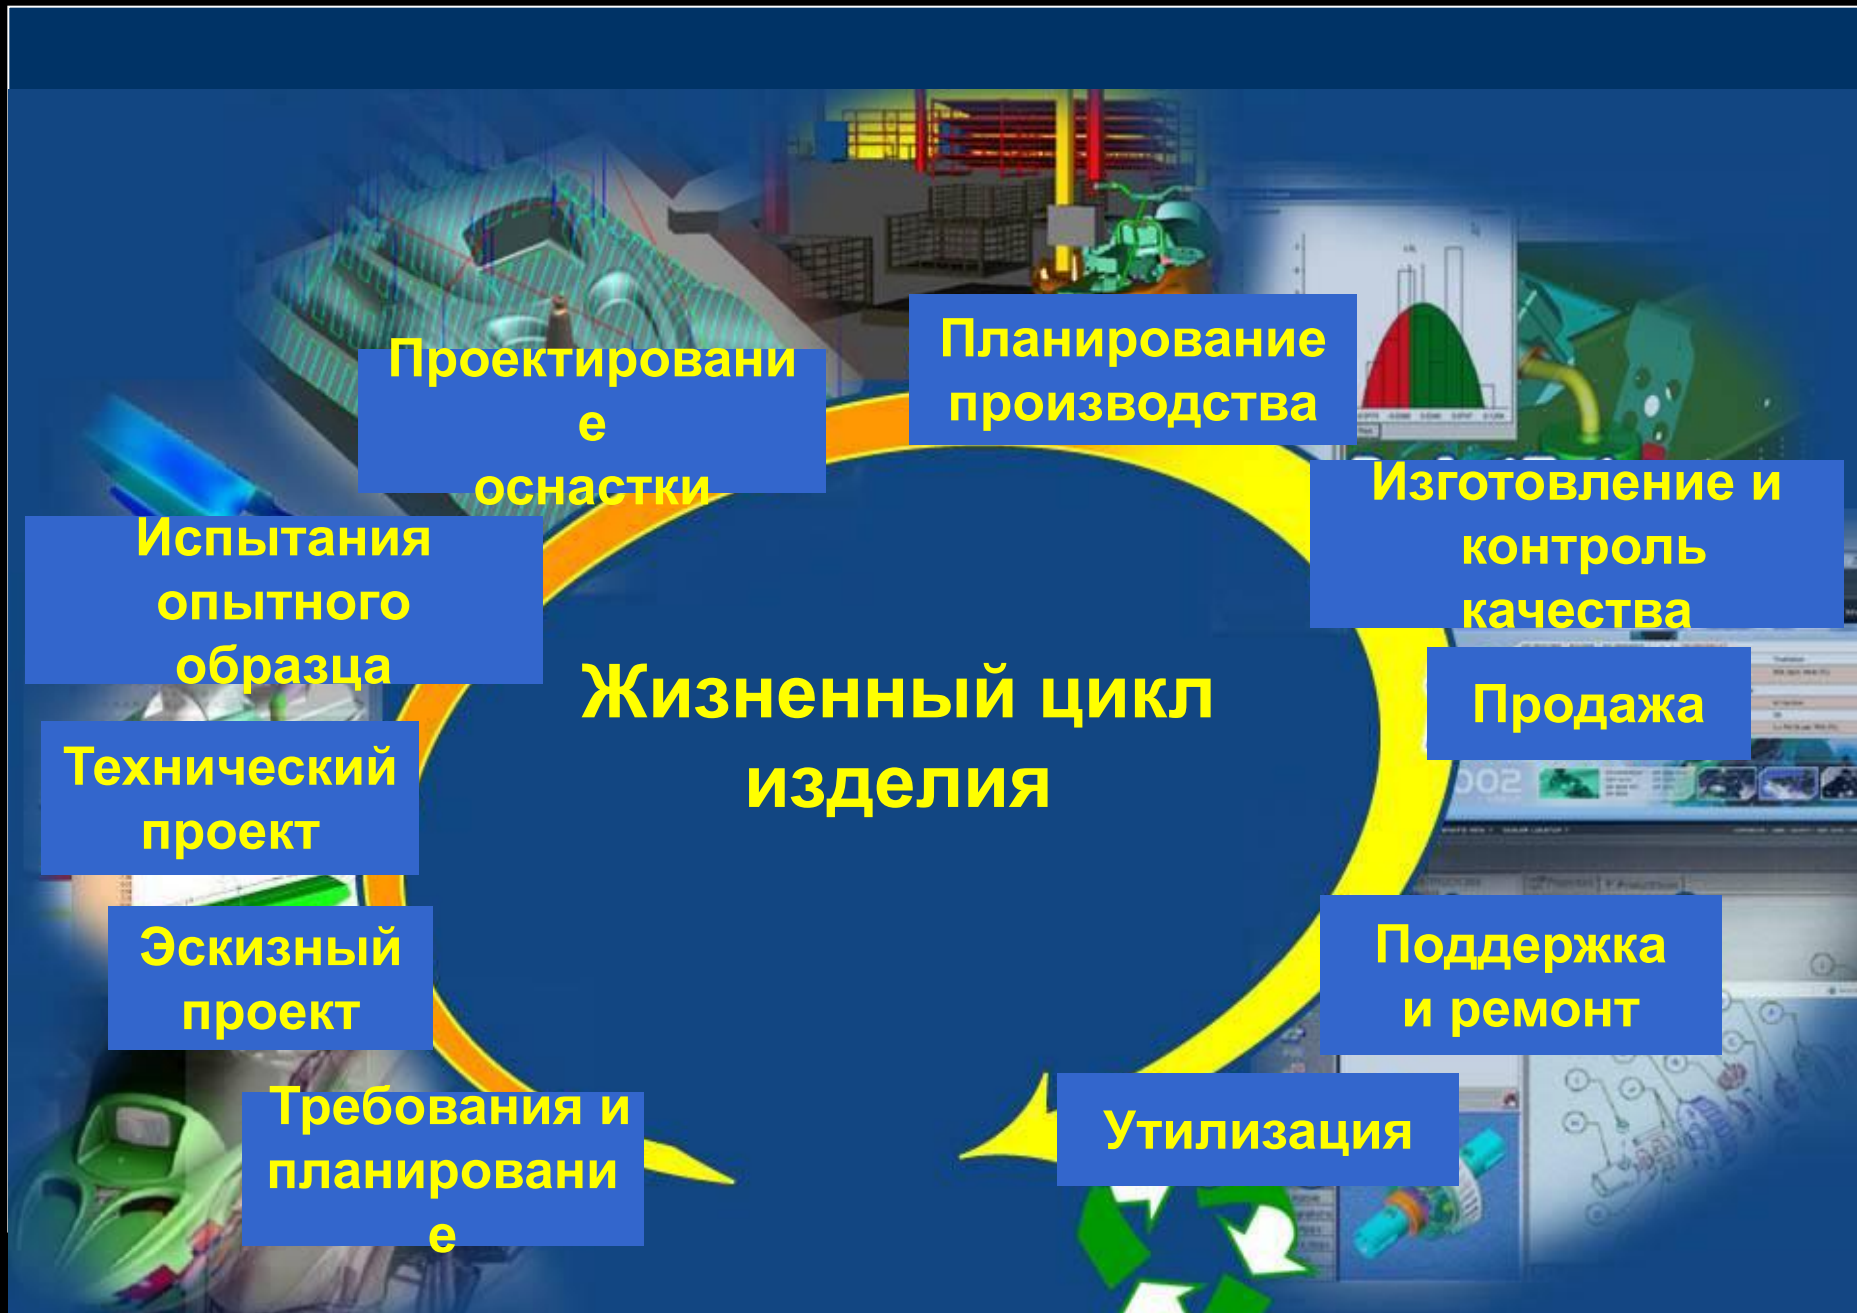 Планирование
производства
Проектировани
е
оснастки
Изготовление и
контроль
качества
Испытания
опытного
образца
Жизненный цикл
изделия
Продажа
Технический
проект
Эскизный
проект
Поддержка
и ремонт
Требования и
планировани
е
Утилизация